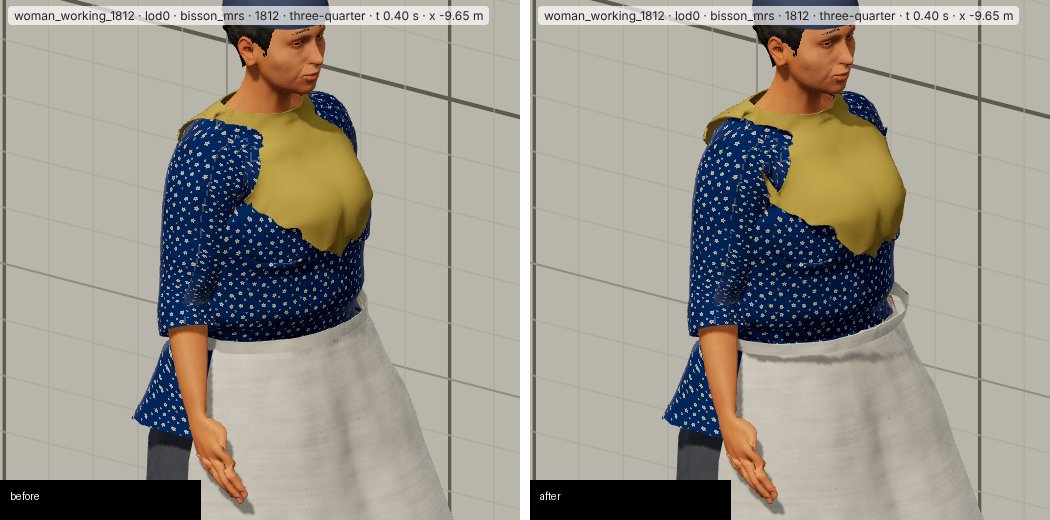 woman_working_1812 · lod0 · bisson_mrs · 1812 · three-quarter · t 0.40 s · x -9.65 m
woman_working_1812 · lod0 · bisson_mrs · 1812 · three-quarter · t 0.40 s · x -9.65 m
before
after